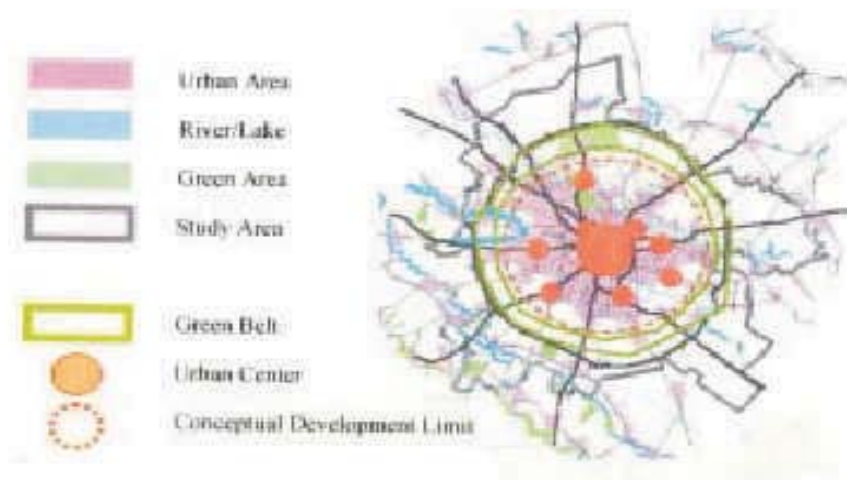 Urban Area
River/Lake
Green Area
Study Area
Green Belt
Urban Center
Conceptual Development Limit